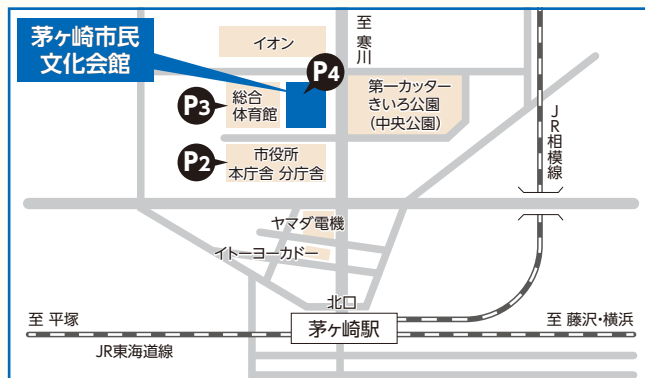 茅ヶ崎市民
文化会館
イオン
至 寒川
P4
P3
総合
体育館
第一カッター
きいろ公園
(中央公園)
JR相模線
P2
市役所
本庁舎 分庁舎
ヤマダ電機
イトーヨーカドー
北口
至 平塚
茅ヶ崎駅
至 藤沢・横浜
JR東海道線